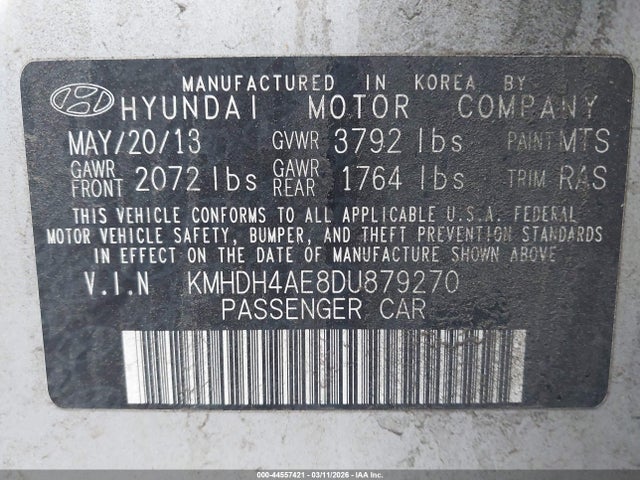 MANUFACTURED IN KOREA BY
HYUNDAI MOTOR COMPANY
MAY/20/13 GVWR 3792 lbs PAINT MTS
GAWR FRONT 2072 lbs GAWR REAR 1764 lbs TRIM RAS
THIS VEHICLE CONFORMS TO ALL APPLICABLE U.S.A. FEDERAL
MOTOR VEHICLE SAFETY, BUMPER, AND THEFT PREVENTION STANDARDS
IN EFFECT ON THE DATE OF MANUFACTURE SHOWN ABOVE.
V.I.N KMHDH4AE8DU879270
PASSENGER CAR
000-44557421 - 03/11/2026 - IAA Inc.